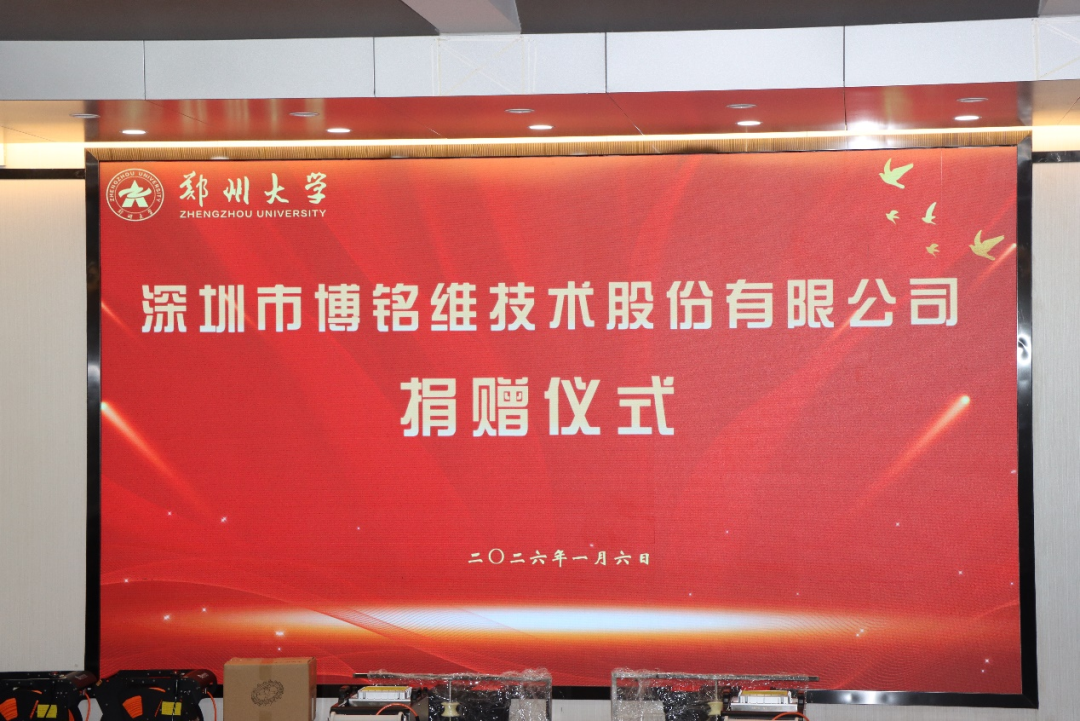 郑州大学
ZHENGZHOU UNIVERSITY
深圳市博铭维技术股份有限公司
捐赠仪式
二〇二六年一月六日